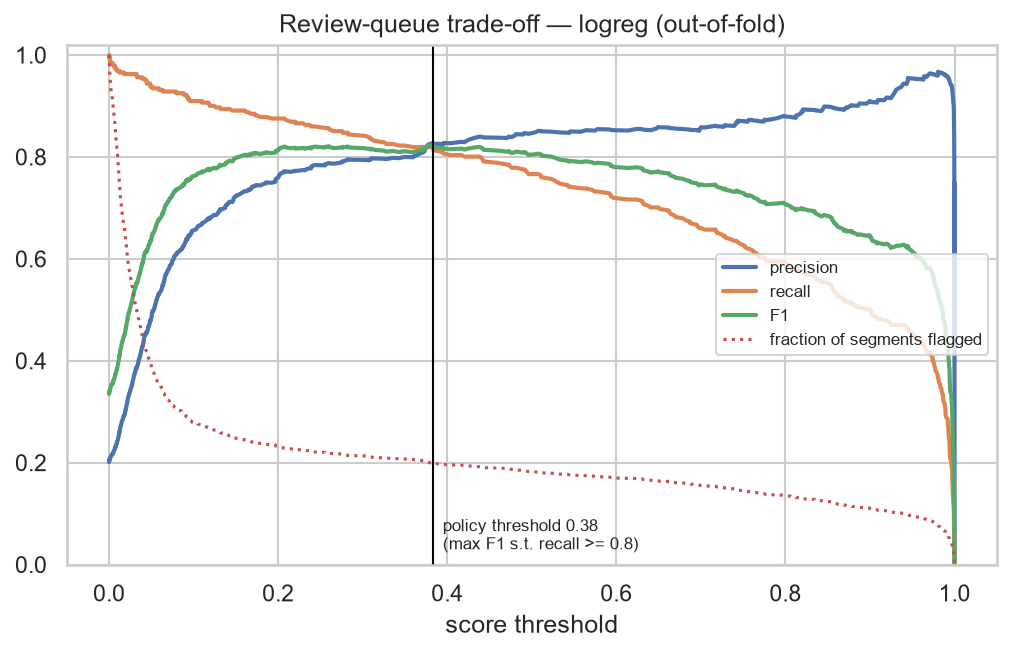 Review-queue trade-off — logreg (out-of-fold)
1.0
0.8
0.6
0.4
0.2
0.0
precision
recall
F1
fraction of segments flagged
policy threshold 0.38
(max F1 s.t. recall >= 0.8)
0.0 0.2 0.4 0.6 0.8 1.0
score threshold